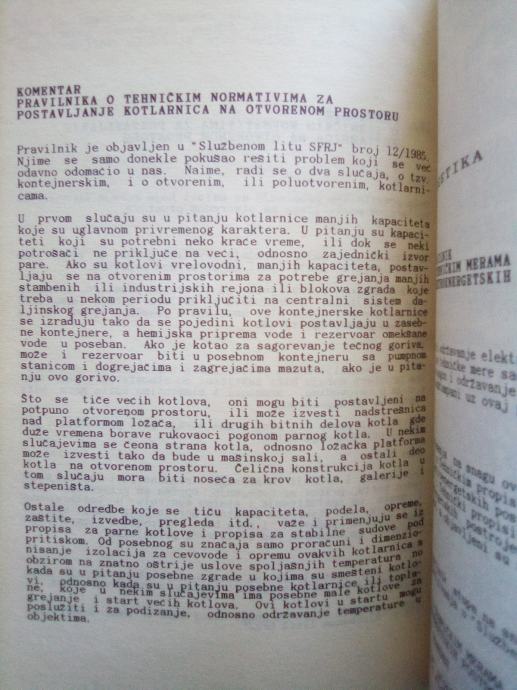 KOMENTAR
PRAVILNIKA O TEHNIČKIM NORMATIVIMA ZA
POSTAVLJANJE KOTLARNICA NA OTVORENOM PROSTORU
Pravilnik je objavljen u "Službenom litu SFRJ" broj 12/1985.
Njime se samo donekle pokušao rešiti problem koji se već
odavno odomaćio u nas. Naime, radi se o dva slučaja, o tzv.
kontejnerskim, i o otvorenim, ili poluotvorenim, kotlarni-
cama.
U prvom slučaju su u pitanju kotlarnice manjih kapaciteta
koje su uglavnom privremenog karaktera. U pitanju su kapaci-
teti koji su potrebni neko kraće vreme, ili dok se neki
potrošači ne priključe na veći, odnosno zajednički izvor
pare. Ako su kotlovi vrelovodni, manjih kapaciteta, postav-
ljaju se na otvorenim prostorima za potrebe grejanja manjih
stambenih ili industrijskih rejona ili blokova zgrada koje
treba u nekom periodu priključiti na centralni sistem da-
ljinskog grejanja. Po pravilu, ove kontejnerske kotlarnice
se izrađuju tako da se pojedini kotlovi postavljaju u zaseb-
ne kontejnere, a hemijska priprema vode i rezervoar omekšane
vode u poseban. Ako je kotao za sagorevanje tečnog goriva,
može i rezervoar biti u posebnom kontejneru sa pumpnom
stanicom i dogrejačima i zagrejačima mazuta, ako je u pita-
nju ovo gorivo.
Što se tiče većih kotlova, oni mogu biti postavljeni na
potpuno otvorenom prostoru, ili može izvesti nadstrešnica
nad platformom ložača, ili drugih bitnih delova kotla gde
duže vremena borave rukovaoci pogonom parnog kotla. U nekim
slučajevima se čeona strana kotla, odnosno ložačka platforma
može izvesti tako da bude u mašinskoj sali, a ostali deo
kotla na otvorenom prostoru. Čelična konstrukcija kotla u
tom slučaju mora biti noseća za krov kotla, galerije i
stepeništa.
Ostale odredbe koje se tiču kapaciteta, podela, opreme,
zaštite, izvedbe, pregleda itd., važe i primenjuju se iz
propisa za parne kotlove i propisa za stabilne sudove pod
pritiskom. Od posebnog su značaja samo proračuni i dimenzio-
nisanje izolacija za cevovode i opremu ovakvih kotlarnica s
obzirom na znatno oštrije uslove spoljašnjih temperatura no
kada su u pitanju posebne zgrade u kojima su smešteni kotlo-
vi, odnosno kada su u pitanju posebne kotlarnice ili topla-
ne, koje u nekim slučajevima ima posebne male kotlove za
grejanje i start većih kotlova. Ovi kotlovi u startu mogu
poslužiti i za podizanje, odnosno održavanje temperature u
objektima.